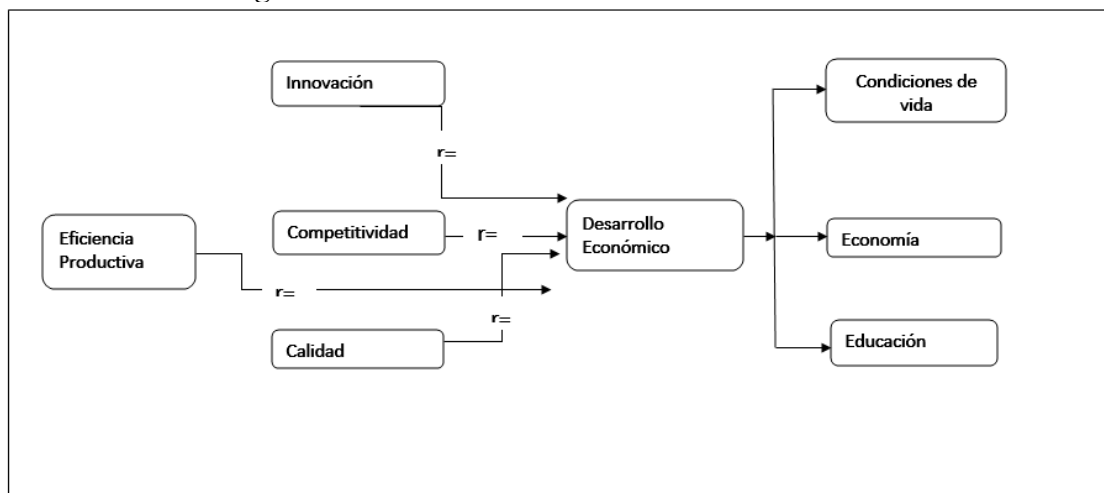 Innovación
r=
Eficiencia
Productiva
Competitividad
r=
r=
Calidad
r=
Desarrollo
Económico
Condiciones de
vida
Economía
Educación